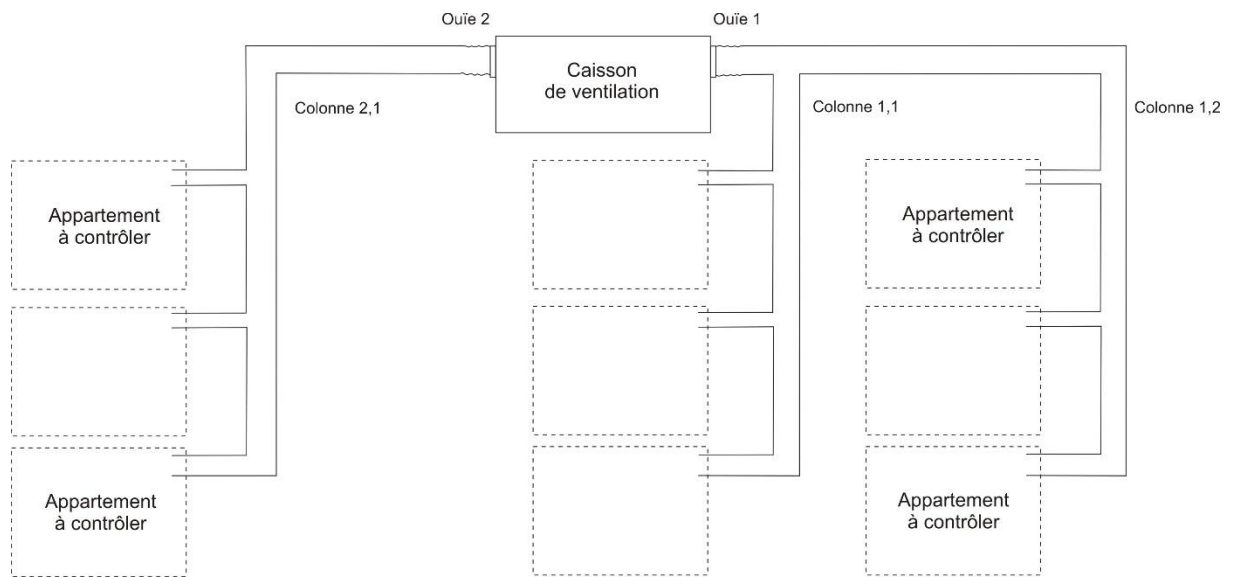 Ouïe 2
Ouïe 1
Caisson
de ventilation
Colonne 2,1
Colonne 1,1
Colonne 1,2
Appartement
à contrôler
Appartement
à contrôler
Appartement
à contrôler
Appartement
à contrôler